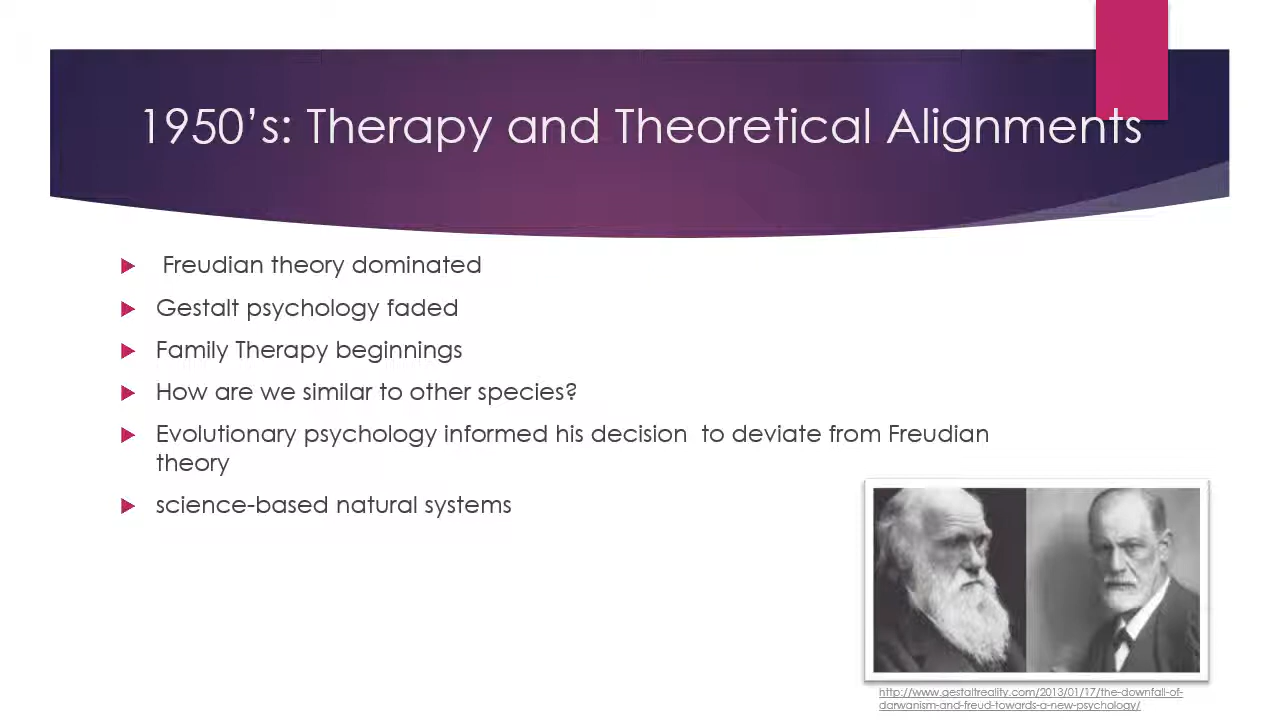 1950’s: Therapy and Theoretical Alignments
Freudian theory dominated
Gestalt psychology faded
Family Therapy beginnings
How are we similar to other species?
Evolutionary psychology informed his decision  to deviate from Freudian
theory
science-based natural systems
http://www.gestaltreality.com/2013/01/17/the-downfall-of-
darwanism-and-freud-towards-a-new-psychology/